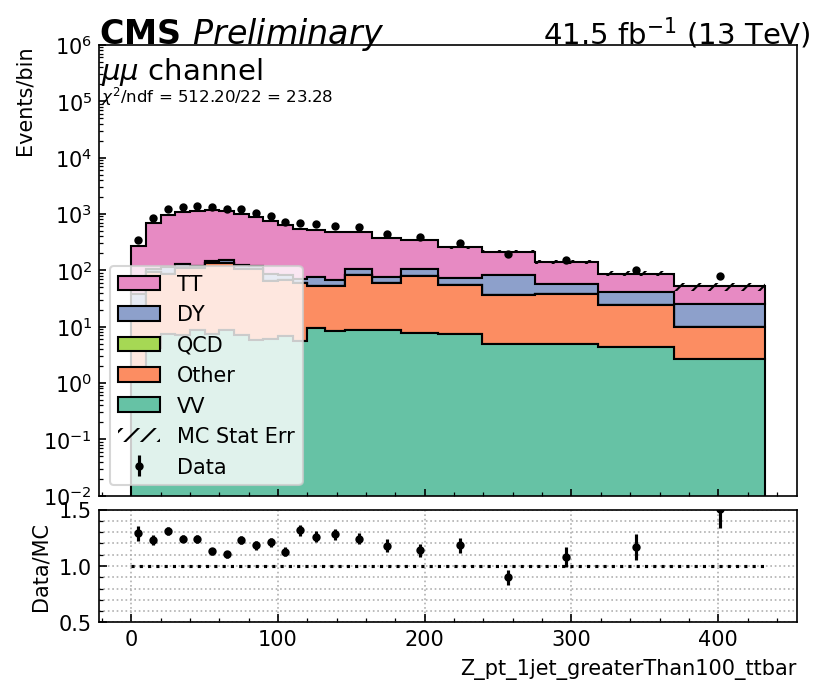 CMS Preliminary 41.5 fb⁻¹ (13 TeV)
μμ channel
χ²/ndf = 512.20/22 = 23.28
Events/bin
10⁶
10⁵
10⁴
10³
10²
10¹
10⁰
10⁻¹
10⁻²
TT
DY
QCD
Other
VV
MC Stat Err
Data
Data/MC
1.5
1.0
0.5
0 100 200 300 400
Z_pt_1jet_greaterThan100_ttbar